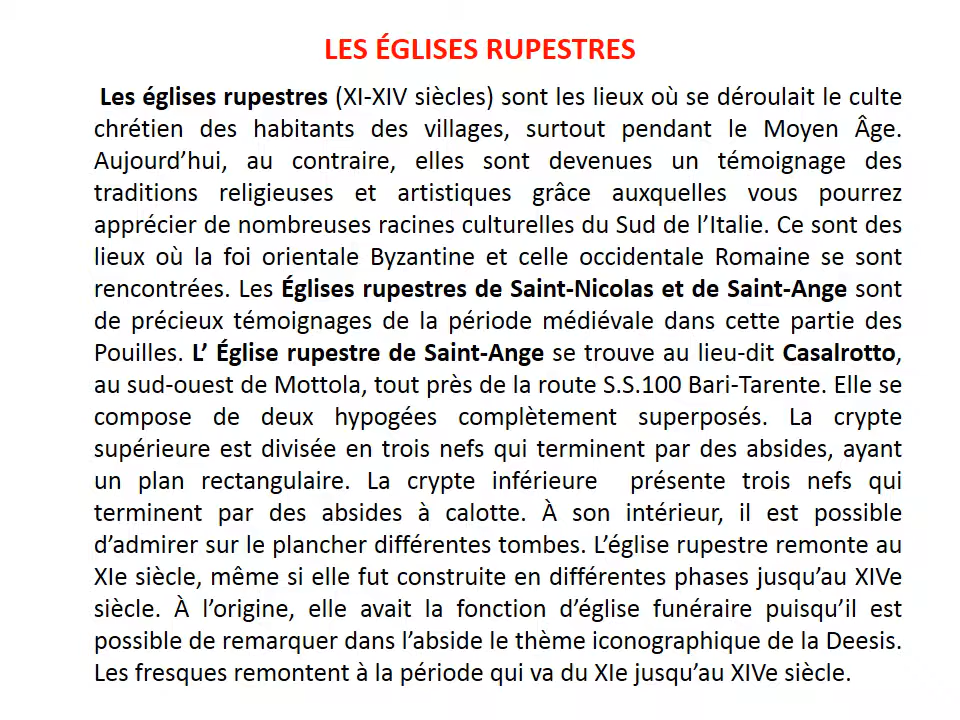 LES ÉGLISES RUPESTRES
Les églises rupestres (XI-XIV siècles) sont les lieux où se déroulait le culte
chrétien des habitants des villages, surtout pendant le Moyen Âge.
Aujourd’hui, au contraire, elles sont devenues un témoignage des
traditions religieuses et artistiques grâce auxquelles vous pourrez
apprécier de nombreuses racines culturelles du Sud de l’Italie. Ce sont des
lieux où la foi orientale Byzantine et celle occidentale Romaine se sont
rencontrées. Les Églises rupestres de Saint-Nicolas et de Saint-Ange sont
de précieux témoignages de la période médiévale dans cette partie des
Pouilles. L’ Église rupestre de Saint-Ange se trouve au lieu-dit Casalrotto,
au sud-ouest de Mottola, tout près de la route S.S.100 Bari-Tarente. Elle se
compose de deux hypogées complètement superposés. La crypte
supérieure est divisée en trois nefs qui terminent par des absides, ayant
un plan rectangulaire. La crypte inférieure présente trois nefs qui
terminent par des absides à calotte. À son intérieur, il est possible
d’admirer sur le plancher différentes tombes. L’église rupestre remonte au
XIe siècle, même si elle fut construite en différentes phases jusqu’au XIVe
siècle. À l’origine, elle avait la fonction d’église funéraire puisqu’il est
possible de remarquer dans l’abside le thème iconographique de la Deesis.
Les fresques remontent à la période qui va du XIe jusqu’au XIVe siècle.